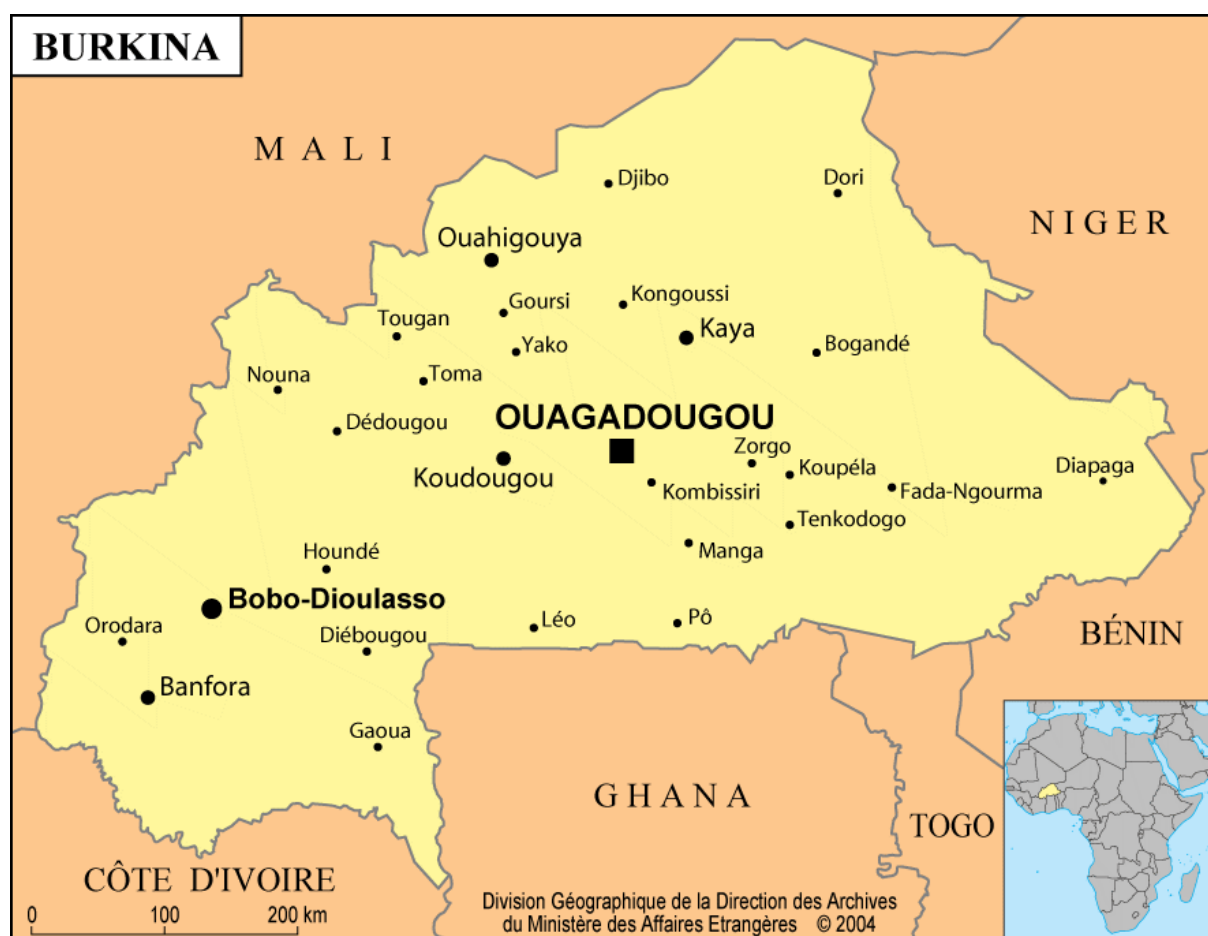 BURKINA
MALI
NIGER
Djibo
Dori
Ouahigouya
Goursi
Kongoussi
Tougan
Kaya
Yako
Bogandé
Nouna
Toma
Dédougou
OUAGADOUGOU
Zorgo
Koudougou
Koupéla
Diapaga
Kombissiri
Fada-Ngourma
Tenkodogo
Manga
Houndé
Bobo-Dioulasso
Orodara
Diébougou
Léo
Pô
BÉNIN
Banfora
Gaoua
GHANA
TOGO
CÔTE D'IVOIRE
0 100 200 km
Division Géographique de la Direction des Archives
du Ministère des Affaires Etrangères © 2004